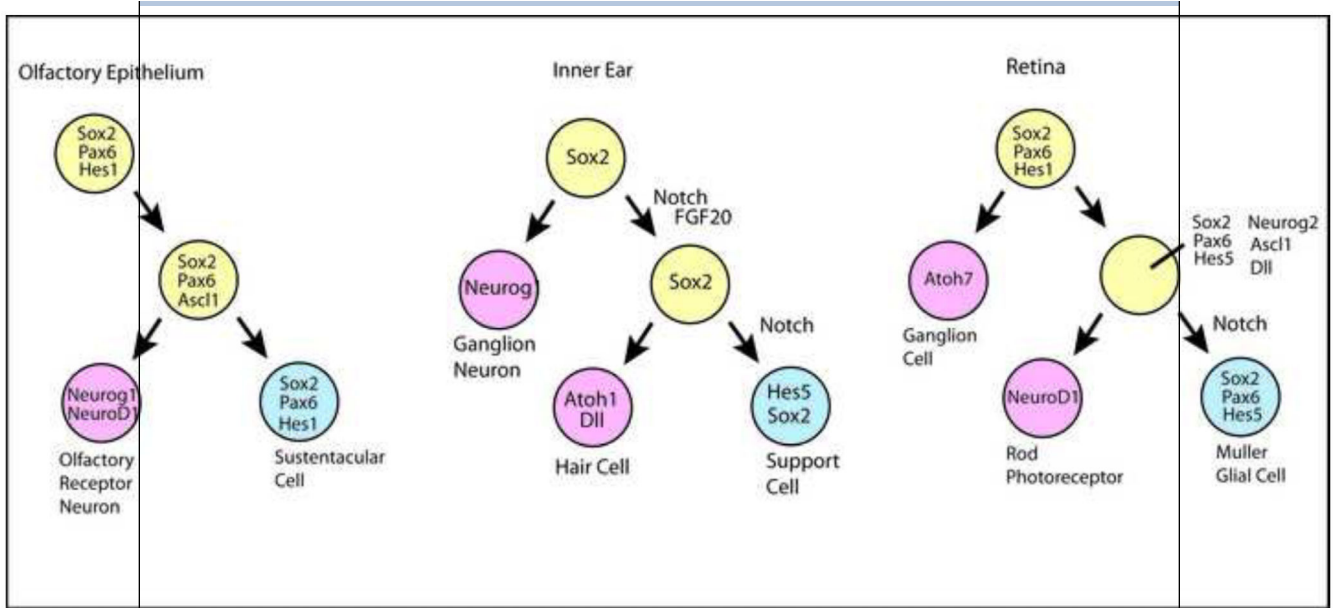 Olfactory Epithelium
Sox2
Pax6
Hes1
Sox2
Pax6
Ascl1
Neurog1
NeuroD1
Olfactory
Receptor
Neuron
Sox2
Pax6
Hes1
Sustentacular
Cell
Inner Ear
Sox2
Notch
FGF20
Neurog1
Ganglion
Neuron
Sox2
Notch
Atoh1
Dll
Hair Cell
Hes5
Sox2
Support
Cell
Retina
Sox2
Pax6
Hes1
Atoh7
Ganglion
Cell
Sox2 Neurog2
Pax6 Ascl1
Hes5 Dll
Notch
NeuroD1
Rod
Photoreceptor
Sox2
Pax6
Hes5
Muller
Glial Cell